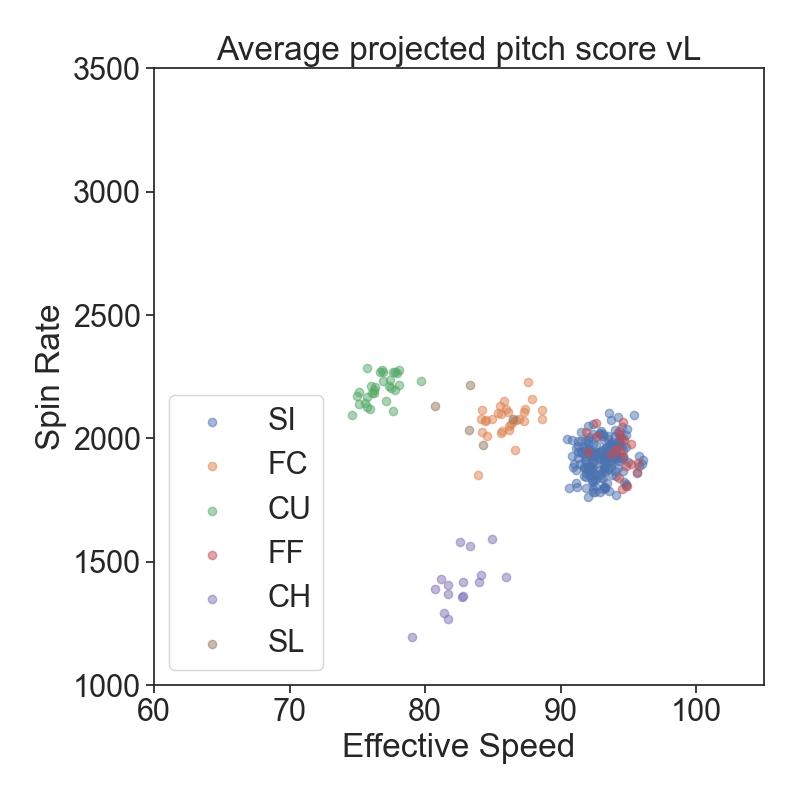 Average projected pitch score vL
3500
3000
2500
2000
1500
1000
Spin Rate
SI
FC
CU
FF
CH
SL
60
70
80
90
100
Effective Speed